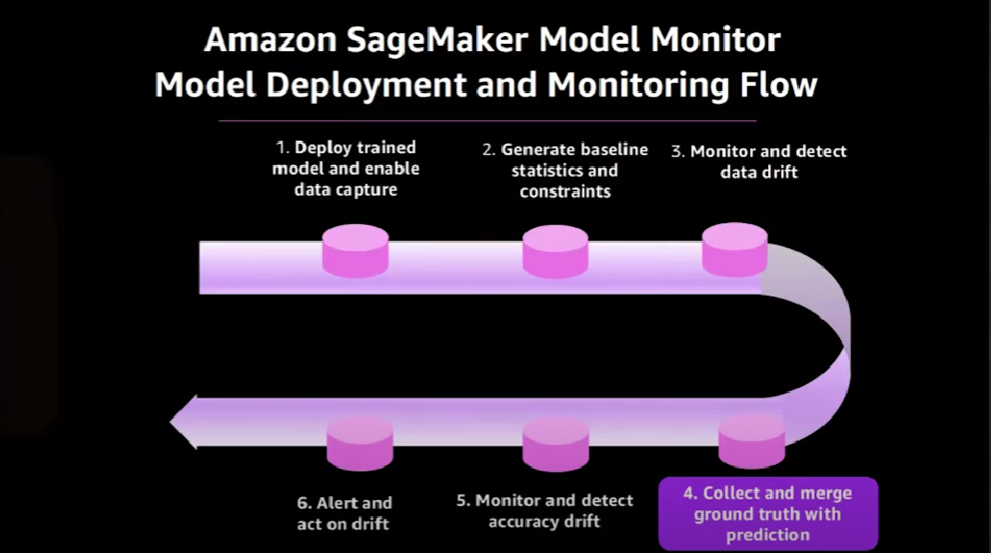 Amazon SageMaker Model Monitor
Model Deployment and Monitoring Flow
1. Deploy trained
model and enable
data capture
2. Generate baseline
statistics and
constraints
3. Monitor and detect
data drift
4. Collect and merge
ground truth with
prediction
5. Monitor and detect
accuracy drift
6. Alert and
act on drift